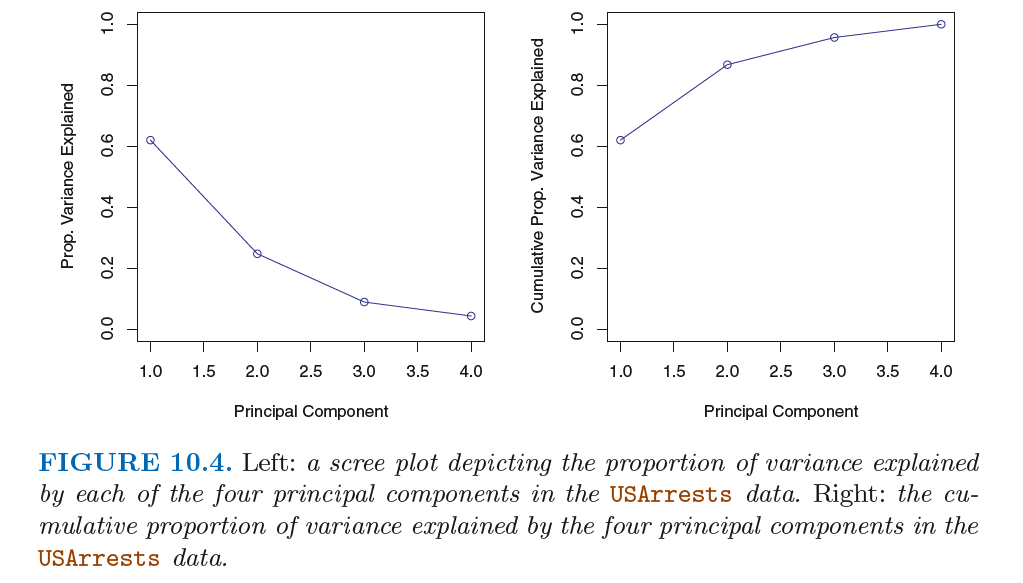 Prop. Variance Explained
1.0
0.8
0.6
0.4
0.2
0.0
1.0 1.5 2.0 2.5 3.0 3.5 4.0
Principal Component
Cumulative Prop. Variance Explained
1.0
0.8
0.6
0.4
0.2
0.0
1.0 1.5 2.0 2.5 3.0 3.5 4.0
Principal Component
FIGURE 10.4. Left: a scree plot depicting the proportion of variance explained
by each of the four principal components in the USArrests data. Right: the cu-
mulative proportion of variance explained by the four principal components in the
USArrests data.